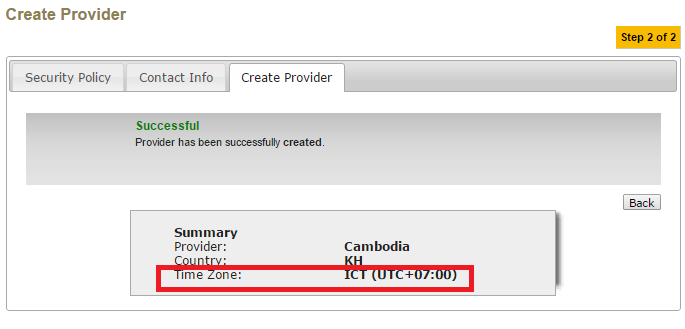 Create Provider
Step 2 of 2
Security Policy Contact Info Create Provider
Successful
Provider has been successfully created.
Back
Summary
Provider: Cambodia
Country: KH
Time Zone: ICT (UTC+07:00)